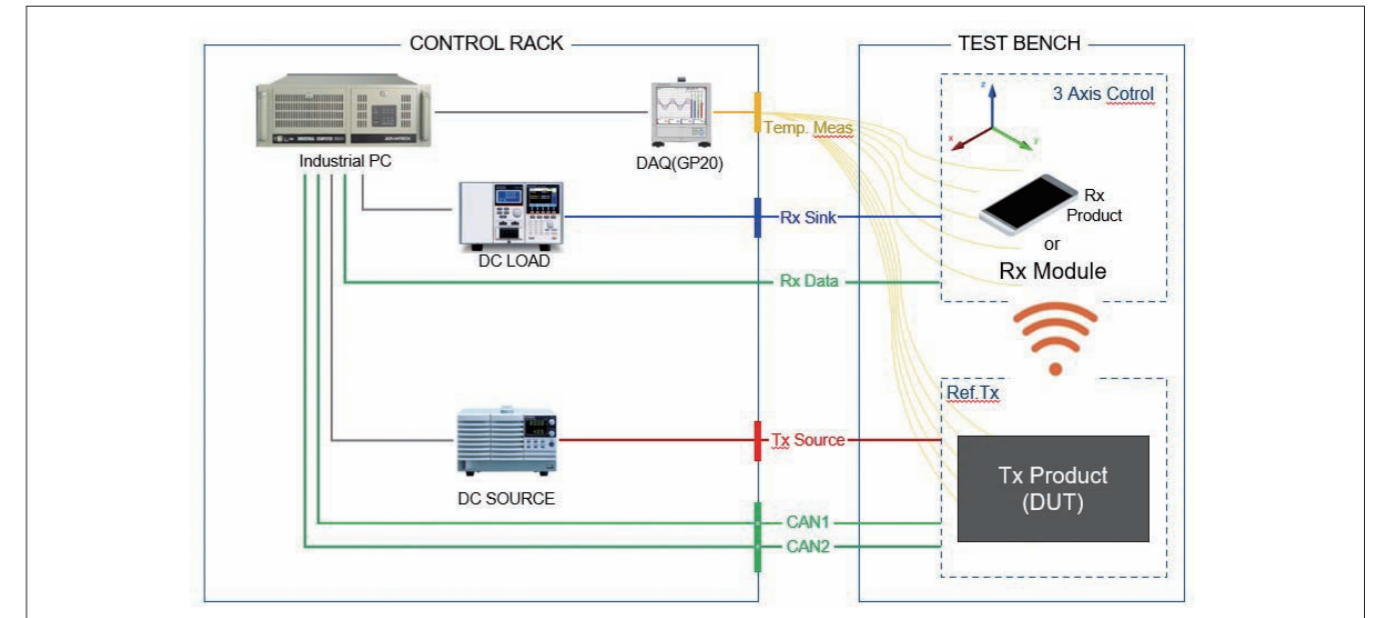 CONTROL RACK
TEST BENCH
3 Axis Cotrol
z
x
y
Temp. Meas
Industrial PC
DAQ(GP20)
Rx
Product
or
Rx Module
Rx Sink
DC LOAD
Rx Data
Ref.Tx
Tx Source
Tx Product
(DUT)
DC SOURCE
CAN1
CAN2